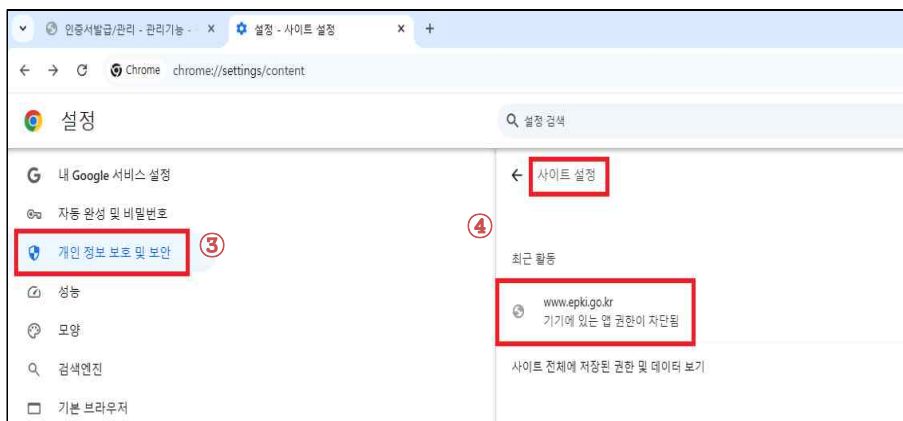 인증서발급/관리 - 관리기능 -
설정 - 사이트 설정
Chrome chrome://settings/content
설정
설정 검색
내 Google 서비스 설정
사이트 설정
자동 완성 및 비밀번호
④
개인 정보 보호 및 보안
③
최근 활동
성능
www.epki.go.kr
기기에 있는 앱 권한이 차단됨
모양
검색엔진
사이트 전체에 저장된 권한 및 데이터 보기
기본 브라우저